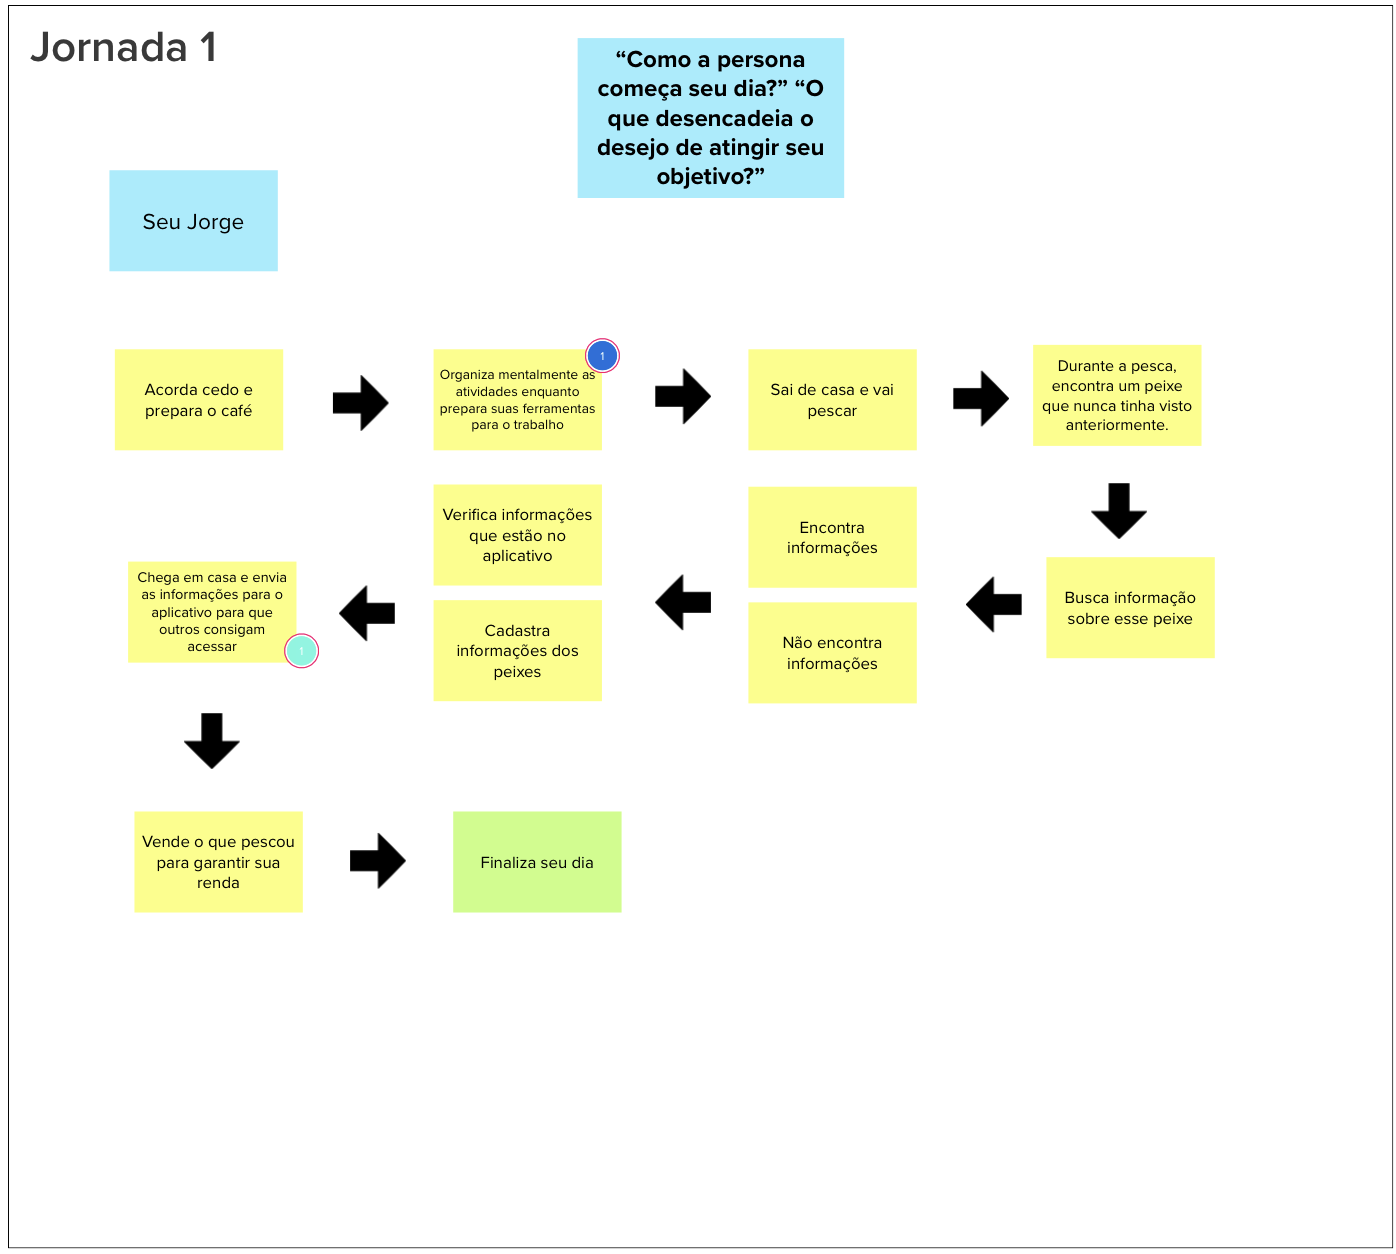 Jornada 1
“Como a persona
começa seu dia?” “O
que desencadeia o
desejo de atingir seu
objetivo?”
Seu Jorge
Acorda cedo e
prepara o café
1
Organiza mentalmente as
atividades enquanto
prepara suas ferramentas
para o trabalho
Sai de casa e vai
pescar
Durante a pesca,
encontra um peixe
que nunca tinha visto
anteriormente.
Busca informação
sobre esse peixe
Encontra
informações
Não encontra
informações
Verifica informações
que estão no
aplicativo
Cadastra
informações dos
peixes
Chega em casa e envia
as informações para o
aplicativo para que
outros consigam
acessar
1
Vende o que pescou
para garantir sua
renda
Finaliza seu dia